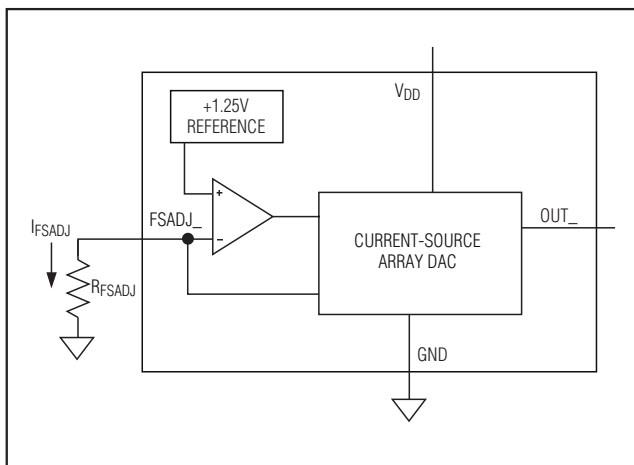 V_DD
+1.25V
REFERENCE
+
FSADJ_
−
I_FSADJ
R_FSADJ
CURRENT-SOURCE
ARRAY DAC
OUT_
GND